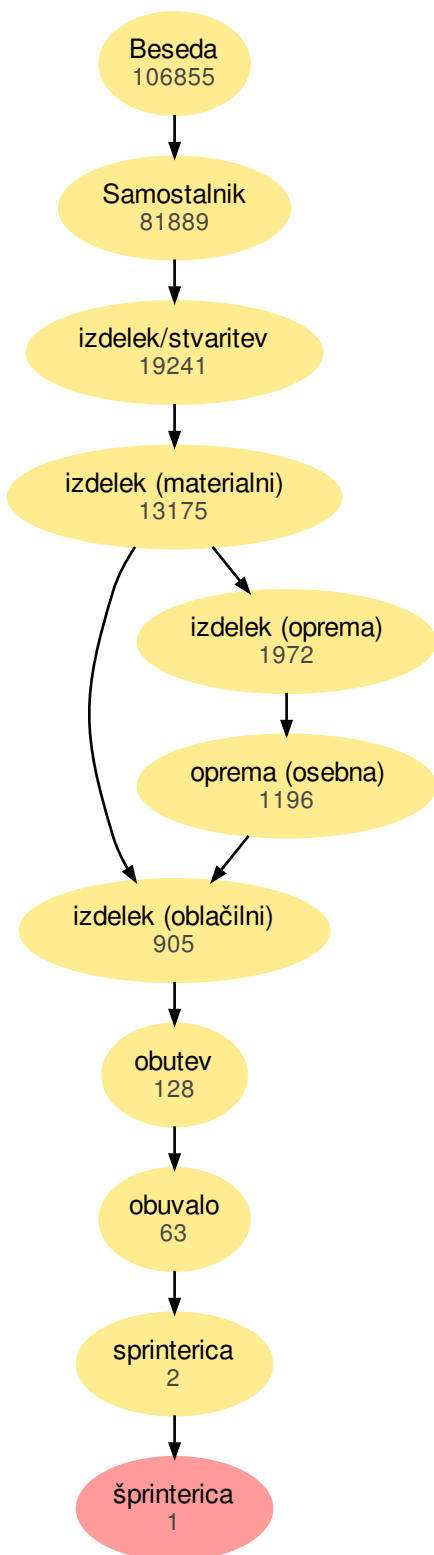 Beseda
106855
Samostalnik
81889
izdelek/stvaritev
19241
izdelek (materialni)
13175
izdelek (oprema)
1972
oprema (osebna)
1196
izdelek (oblačilni)
905
obutev
128
obuvalo
63
sprinterica
2
šprinterica
1